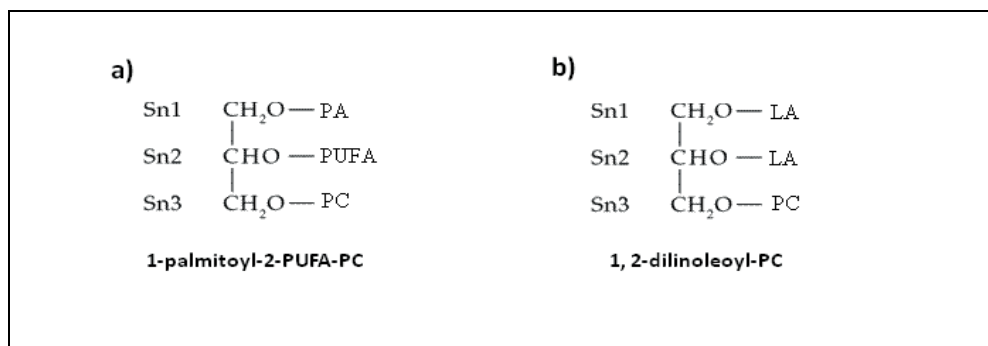 a)
Sn1 CH₂O — PA
Sn2 CHO — PUFA
Sn3 CH₂O — PC
1-palmitoyl-2-PUFA-PC
b)
Sn1 CH₂O — LA
Sn2 CHO — LA
Sn3 CH₂O — PC
1, 2-dilinoleoyl-PC